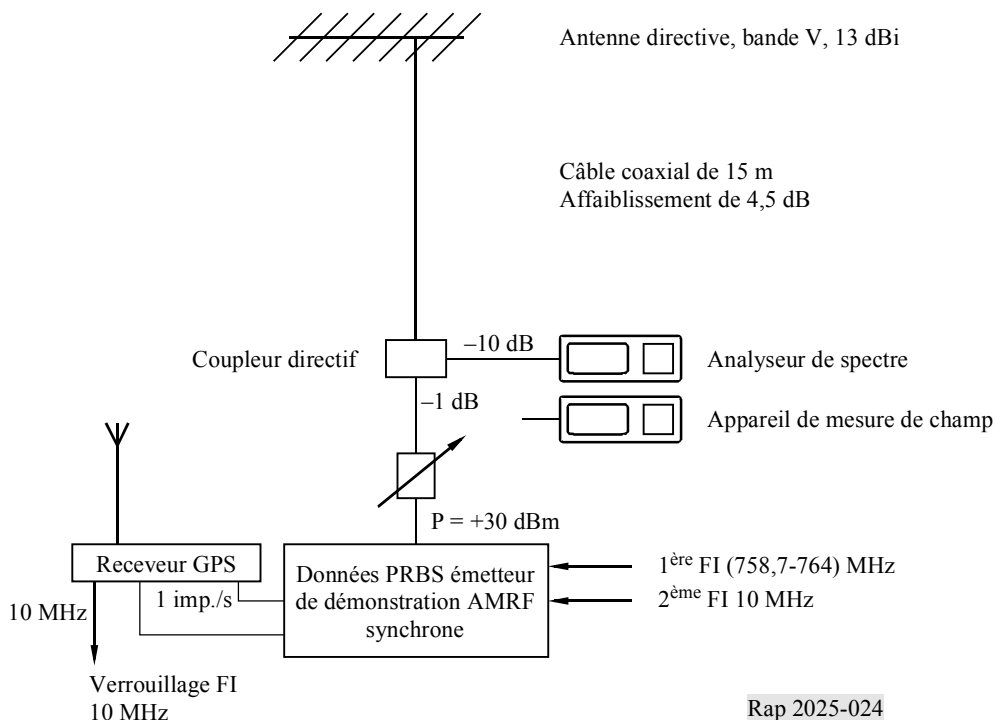 Antenne directive, bande V, 13 dBi
Câble coaxial de 15 m
Affaiblissement de 4,5 dB
–10 dB
Coupleur directif
Analyseur de spectre
–1 dB
Appareil de mesure de champ
P = +30 dBm
Receveur GPS
Données PRBS émetteur
de démonstration AMRF
synchrone
1ère FI (758,7-764) MHz
2ème FI 10 MHz
1 imp./s
10 MHz
Verrouillage FI
10 MHz
Rap 2025-024